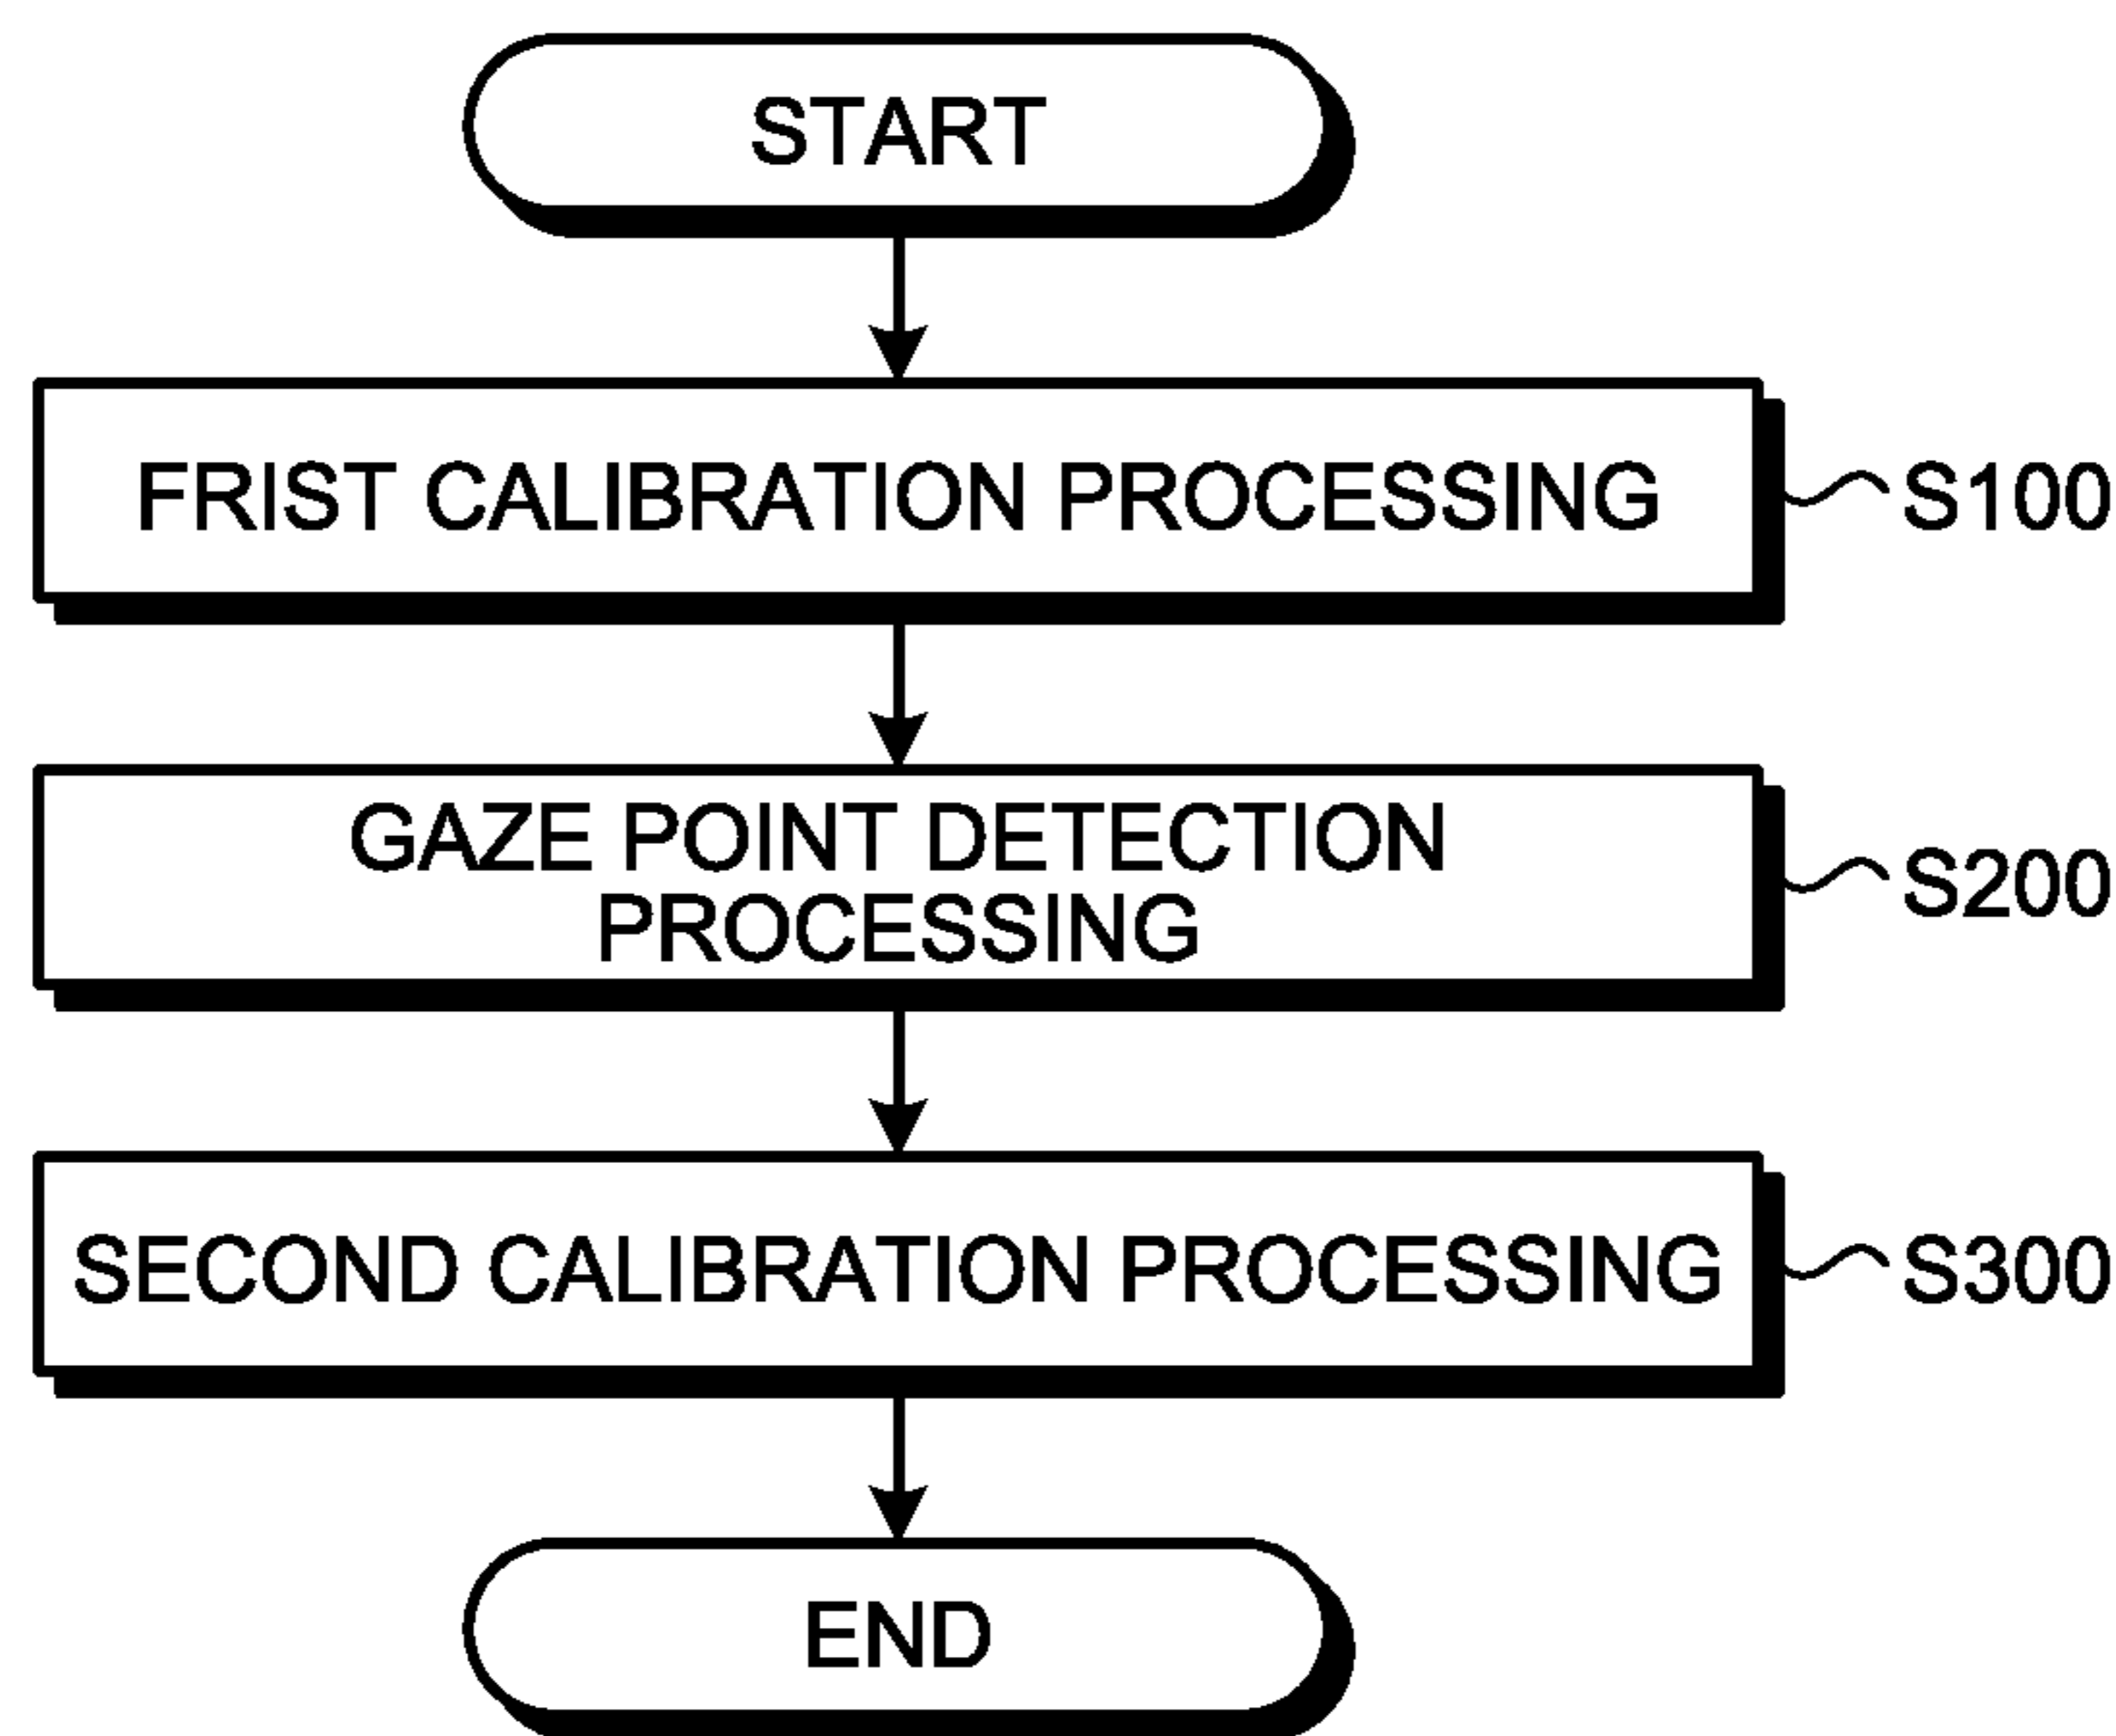 START
FRIST CALIBRATION PROCESSING
S100
GAZE POINT DETECTION
PROCESSING
S200
SECOND CALIBRATION PROCESSING
S300
END